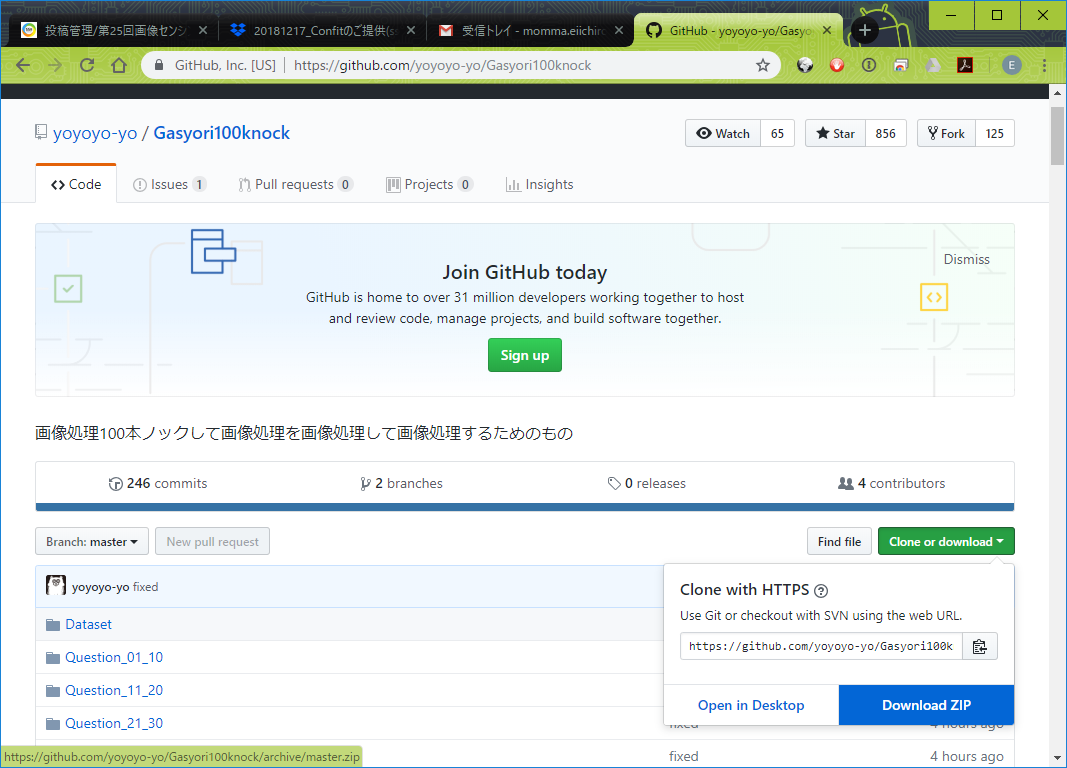 投稿管理/第25回画像センシ
20181217_Confitのご提供(s
受信トレイ - momma.eiichiro
GitHub - yoyoyo-yo/Gasyo
GitHub, Inc. [US] | https://github.com/yoyoyo-yo/Gasyori100knock
E
yoyoyo-yo / Gasyori100knock
Watch 65
Star 856
Fork 125
Code
Issues 1
Pull requests 0
Projects 0
Insights
Dismiss
Join GitHub today
GitHub is home to over 31 million developers working together to host
and review code, manage projects, and build software together.
Sign up
画像処理100本ノックして画像処理を画像処理して画像処理するためのもの
246 commits
2 branches
0 releases
4 contributors
Branch: master
New pull request
Find file
Clone or download
yoyoyo-yo fixed
Clone with HTTPS
Use Git or checkout with SVN using the web URL.
https://github.com/yoyoyo-yo/Gasyori100k
Open in Desktop
Download ZIP
Dataset
Question_01_10
Question_11_20
Question_21_30
fixed
4 hours ago
fixed
4 hours ago
https://github.com/yoyoyo-yo/Gasyori100knock/archive/master.zip